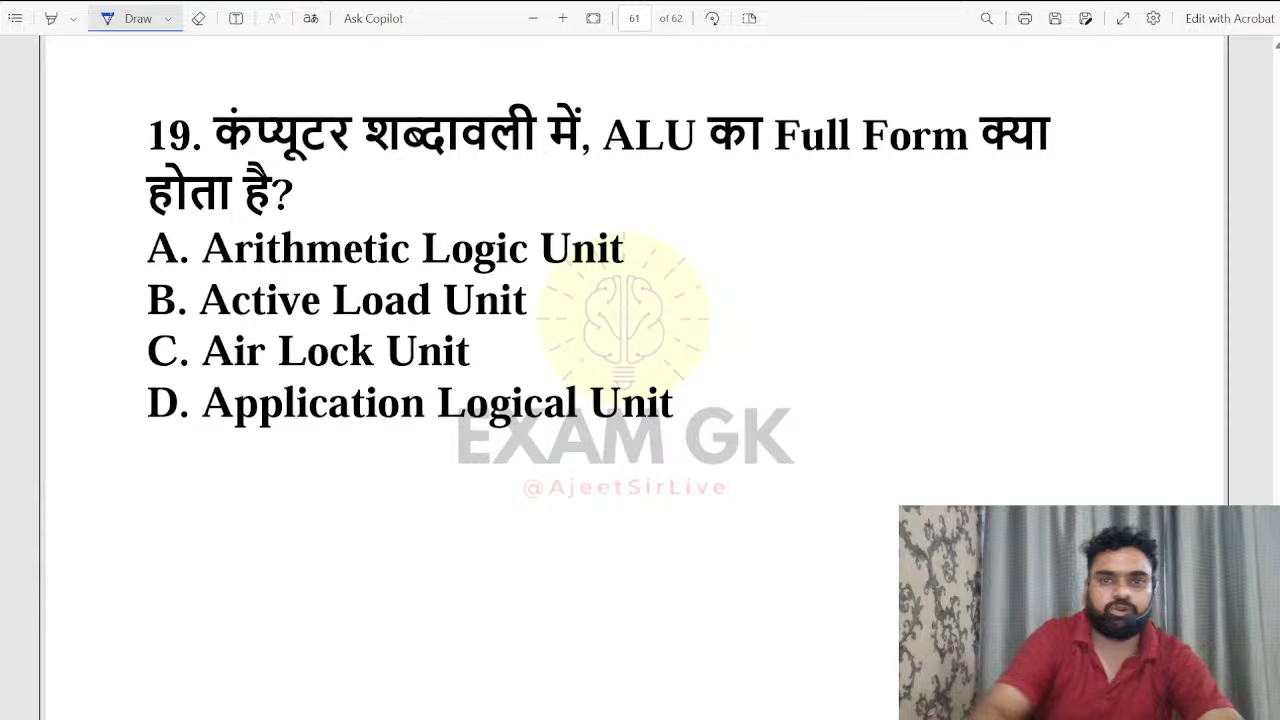 Draw
Ask Copilot
61 of 62
Edit with Acrobat
19. कंप्यूटर शब्दावली में, ALU का Full Form क्या
होता है?
A. Arithmetic Logic Unit
B. Active Load Unit
C. Air Lock Unit
D. Application Logical Unit
EXAM GK
@AjeetSirLive